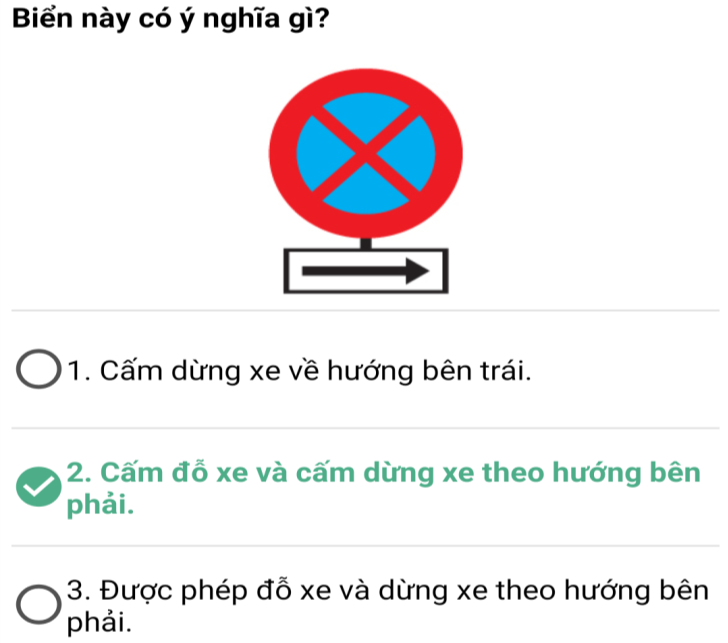 Biển này có ý nghĩa gì?
1. Cấm dừng xe về hướng bên trái.
2. Cấm đỗ xe và cấm dừng xe theo hướng bên
phải.
3. Được phép đỗ xe và dừng xe theo hướng bên
phải.